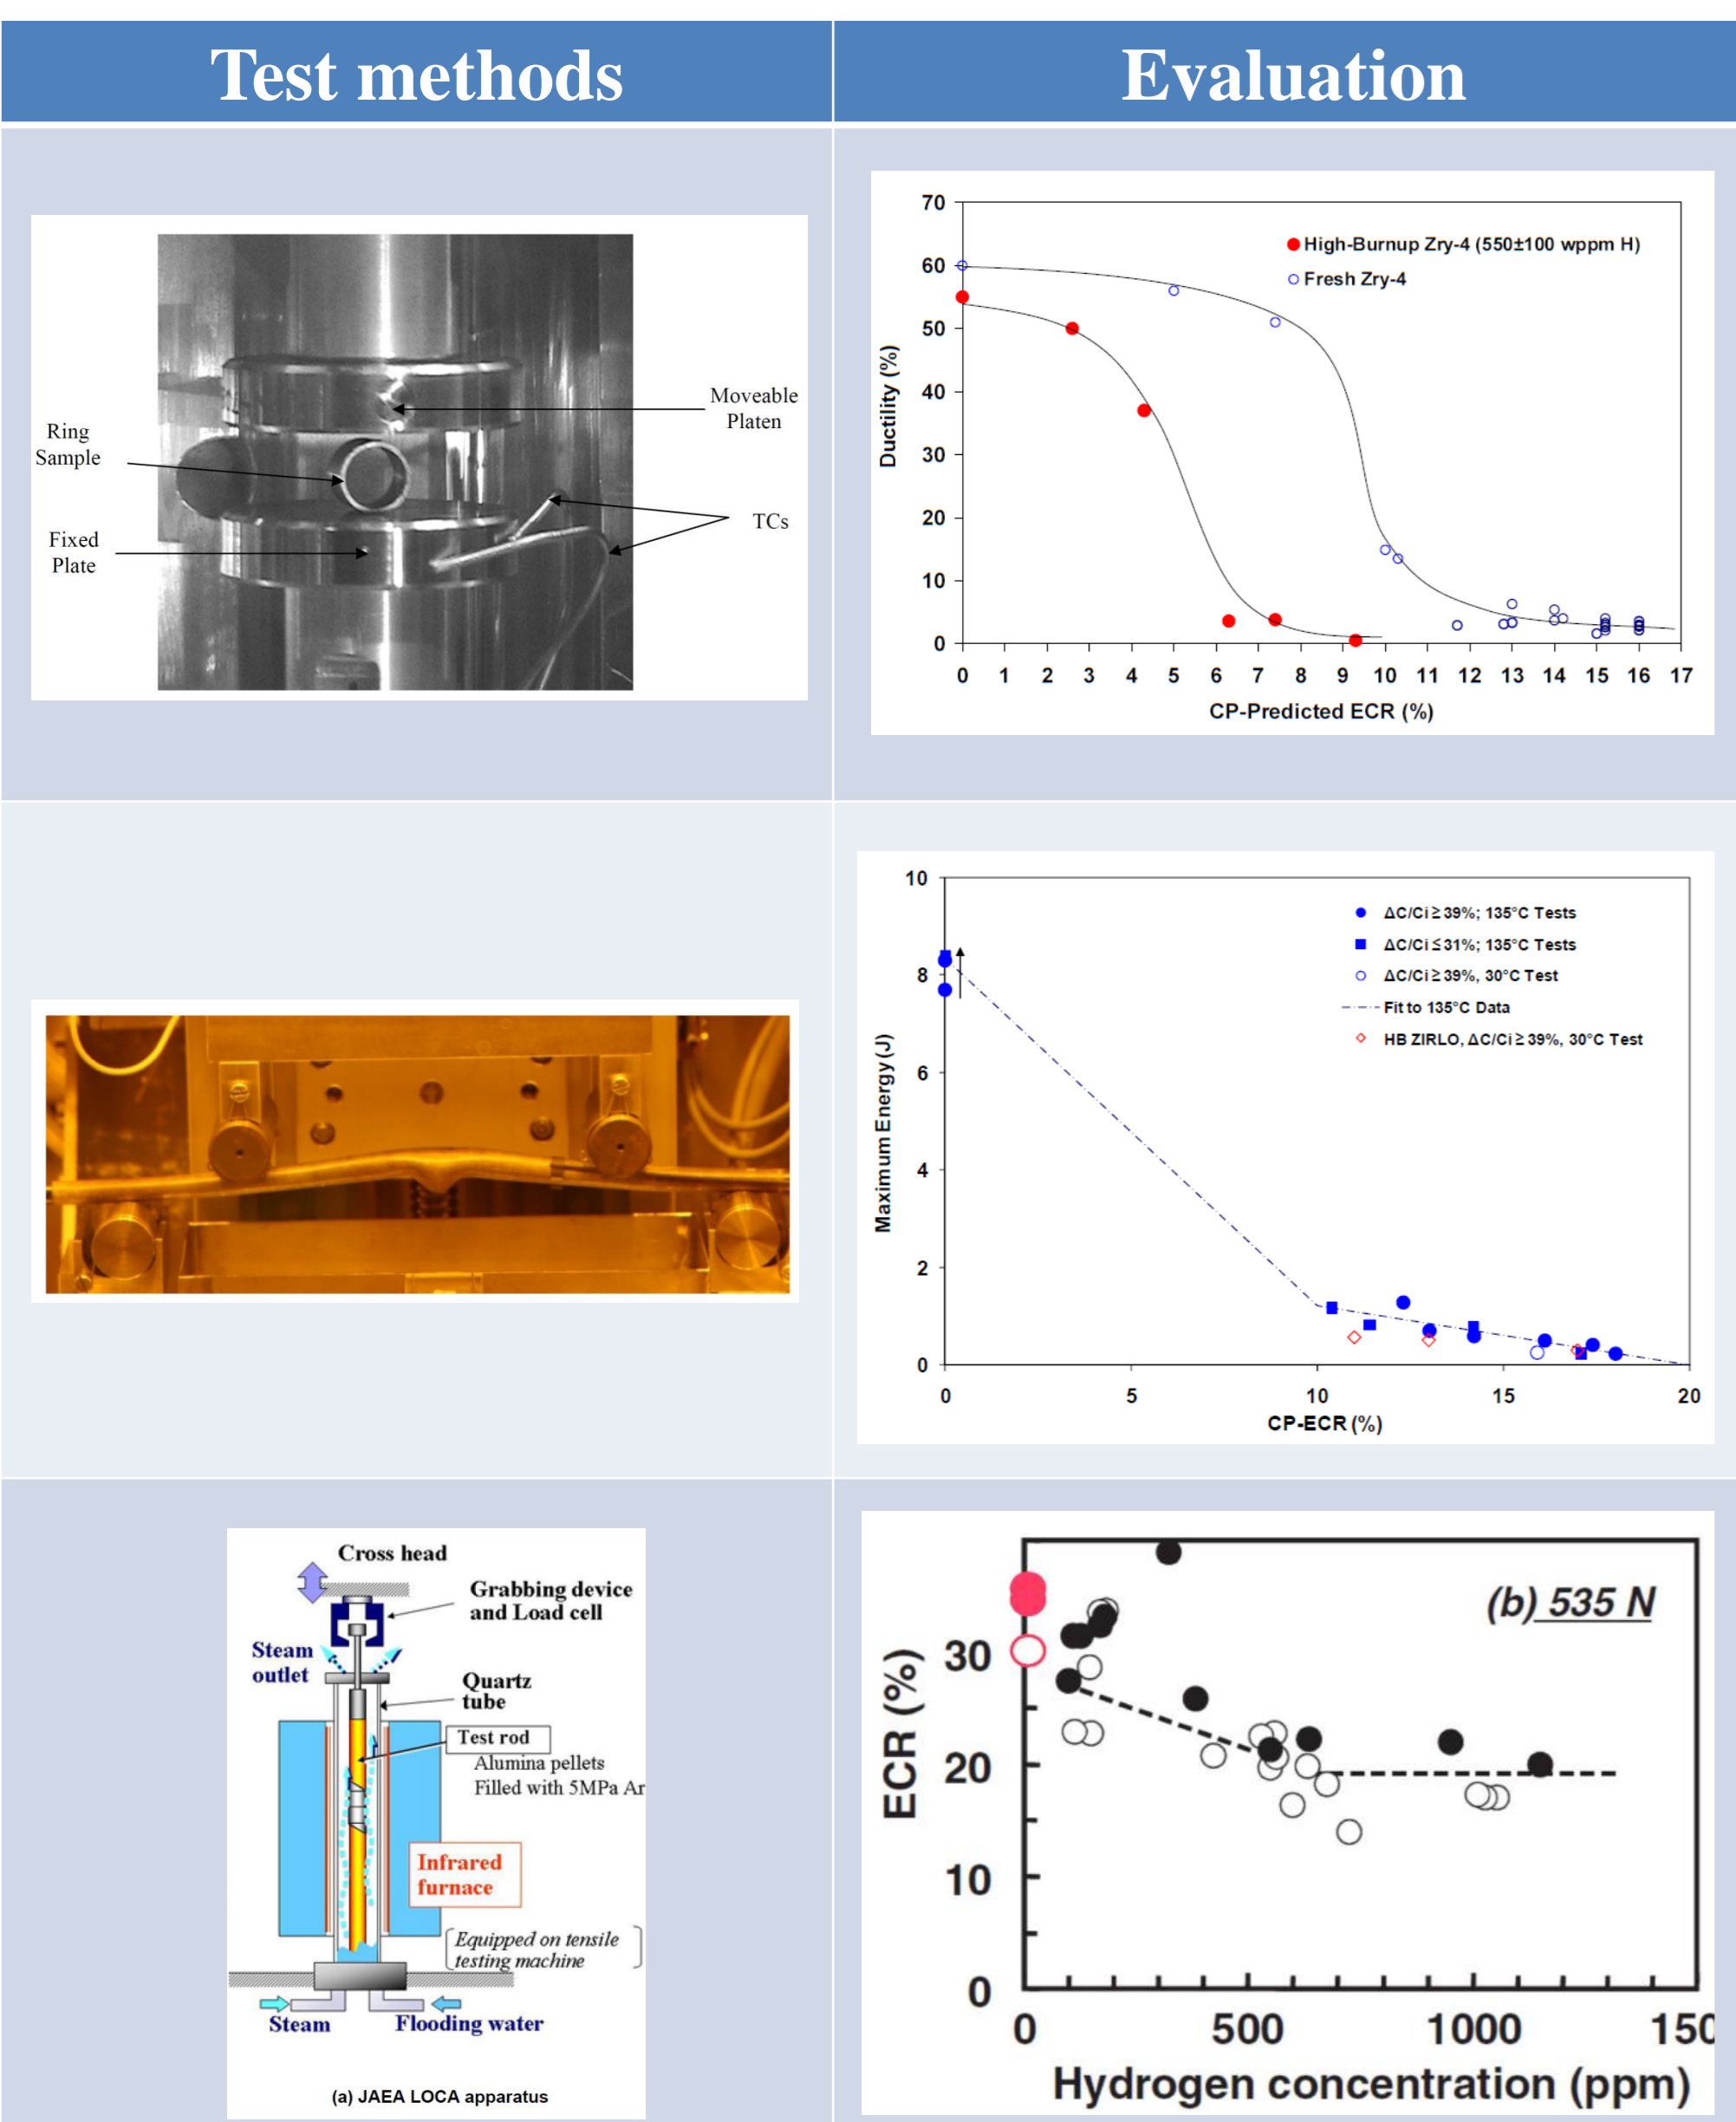 Test methods
Evaluation
Ring
Sample
Fixed
Plate
Moveable
Platen
TCs
70
60
50
40
30
20
10
0
Ductility (%)
High-Burnup Zry-4 (550±100 wppm H)
Fresh Zry-4
0 1 2 3 4 5 6 7 8 9 10 11 12 13 14 15 16 17
CP-Predicted ECR (%)
10
8
6
4
2
0
Maximum Energy (J)
ΔC/Ci ≥ 39%; 135°C Tests
ΔC/Ci ≤ 31%; 135°C Tests
ΔC/Ci ≥ 39%, 30°C Test
Fit to 135°C Data
HB ZIRLO, ΔC/Ci ≥ 39%, 30°C Test
0 5 10 15 20
CP-ECR (%)
Cross head
Grabbing device
and Load cell
Steam
outlet
Quartz
tube
Test rod
Alumina pellets
Filled with 5MPa Ar
Infrared
furnace
Equipped on tensile
testing machine
Steam
Flooding water
(a) JAEA LOCA apparatus
(b) 535 N
30
20
10
0
ECR (%)
0 500 1000 150
Hydrogen concentration (ppm)